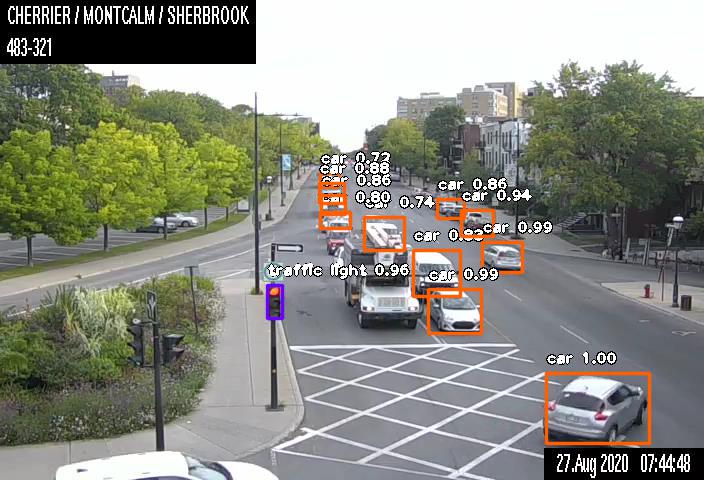 CHERRIER / MONTCALM / SHERBROOK
483-321
car 0.72
car 0.88
car 0.86
car 0.80
car 0.74
car 0.86
car 0.94
car 0.99
traffic light 0.96
car 0.99
car 1.00
27.Aug 2020 07:44:48